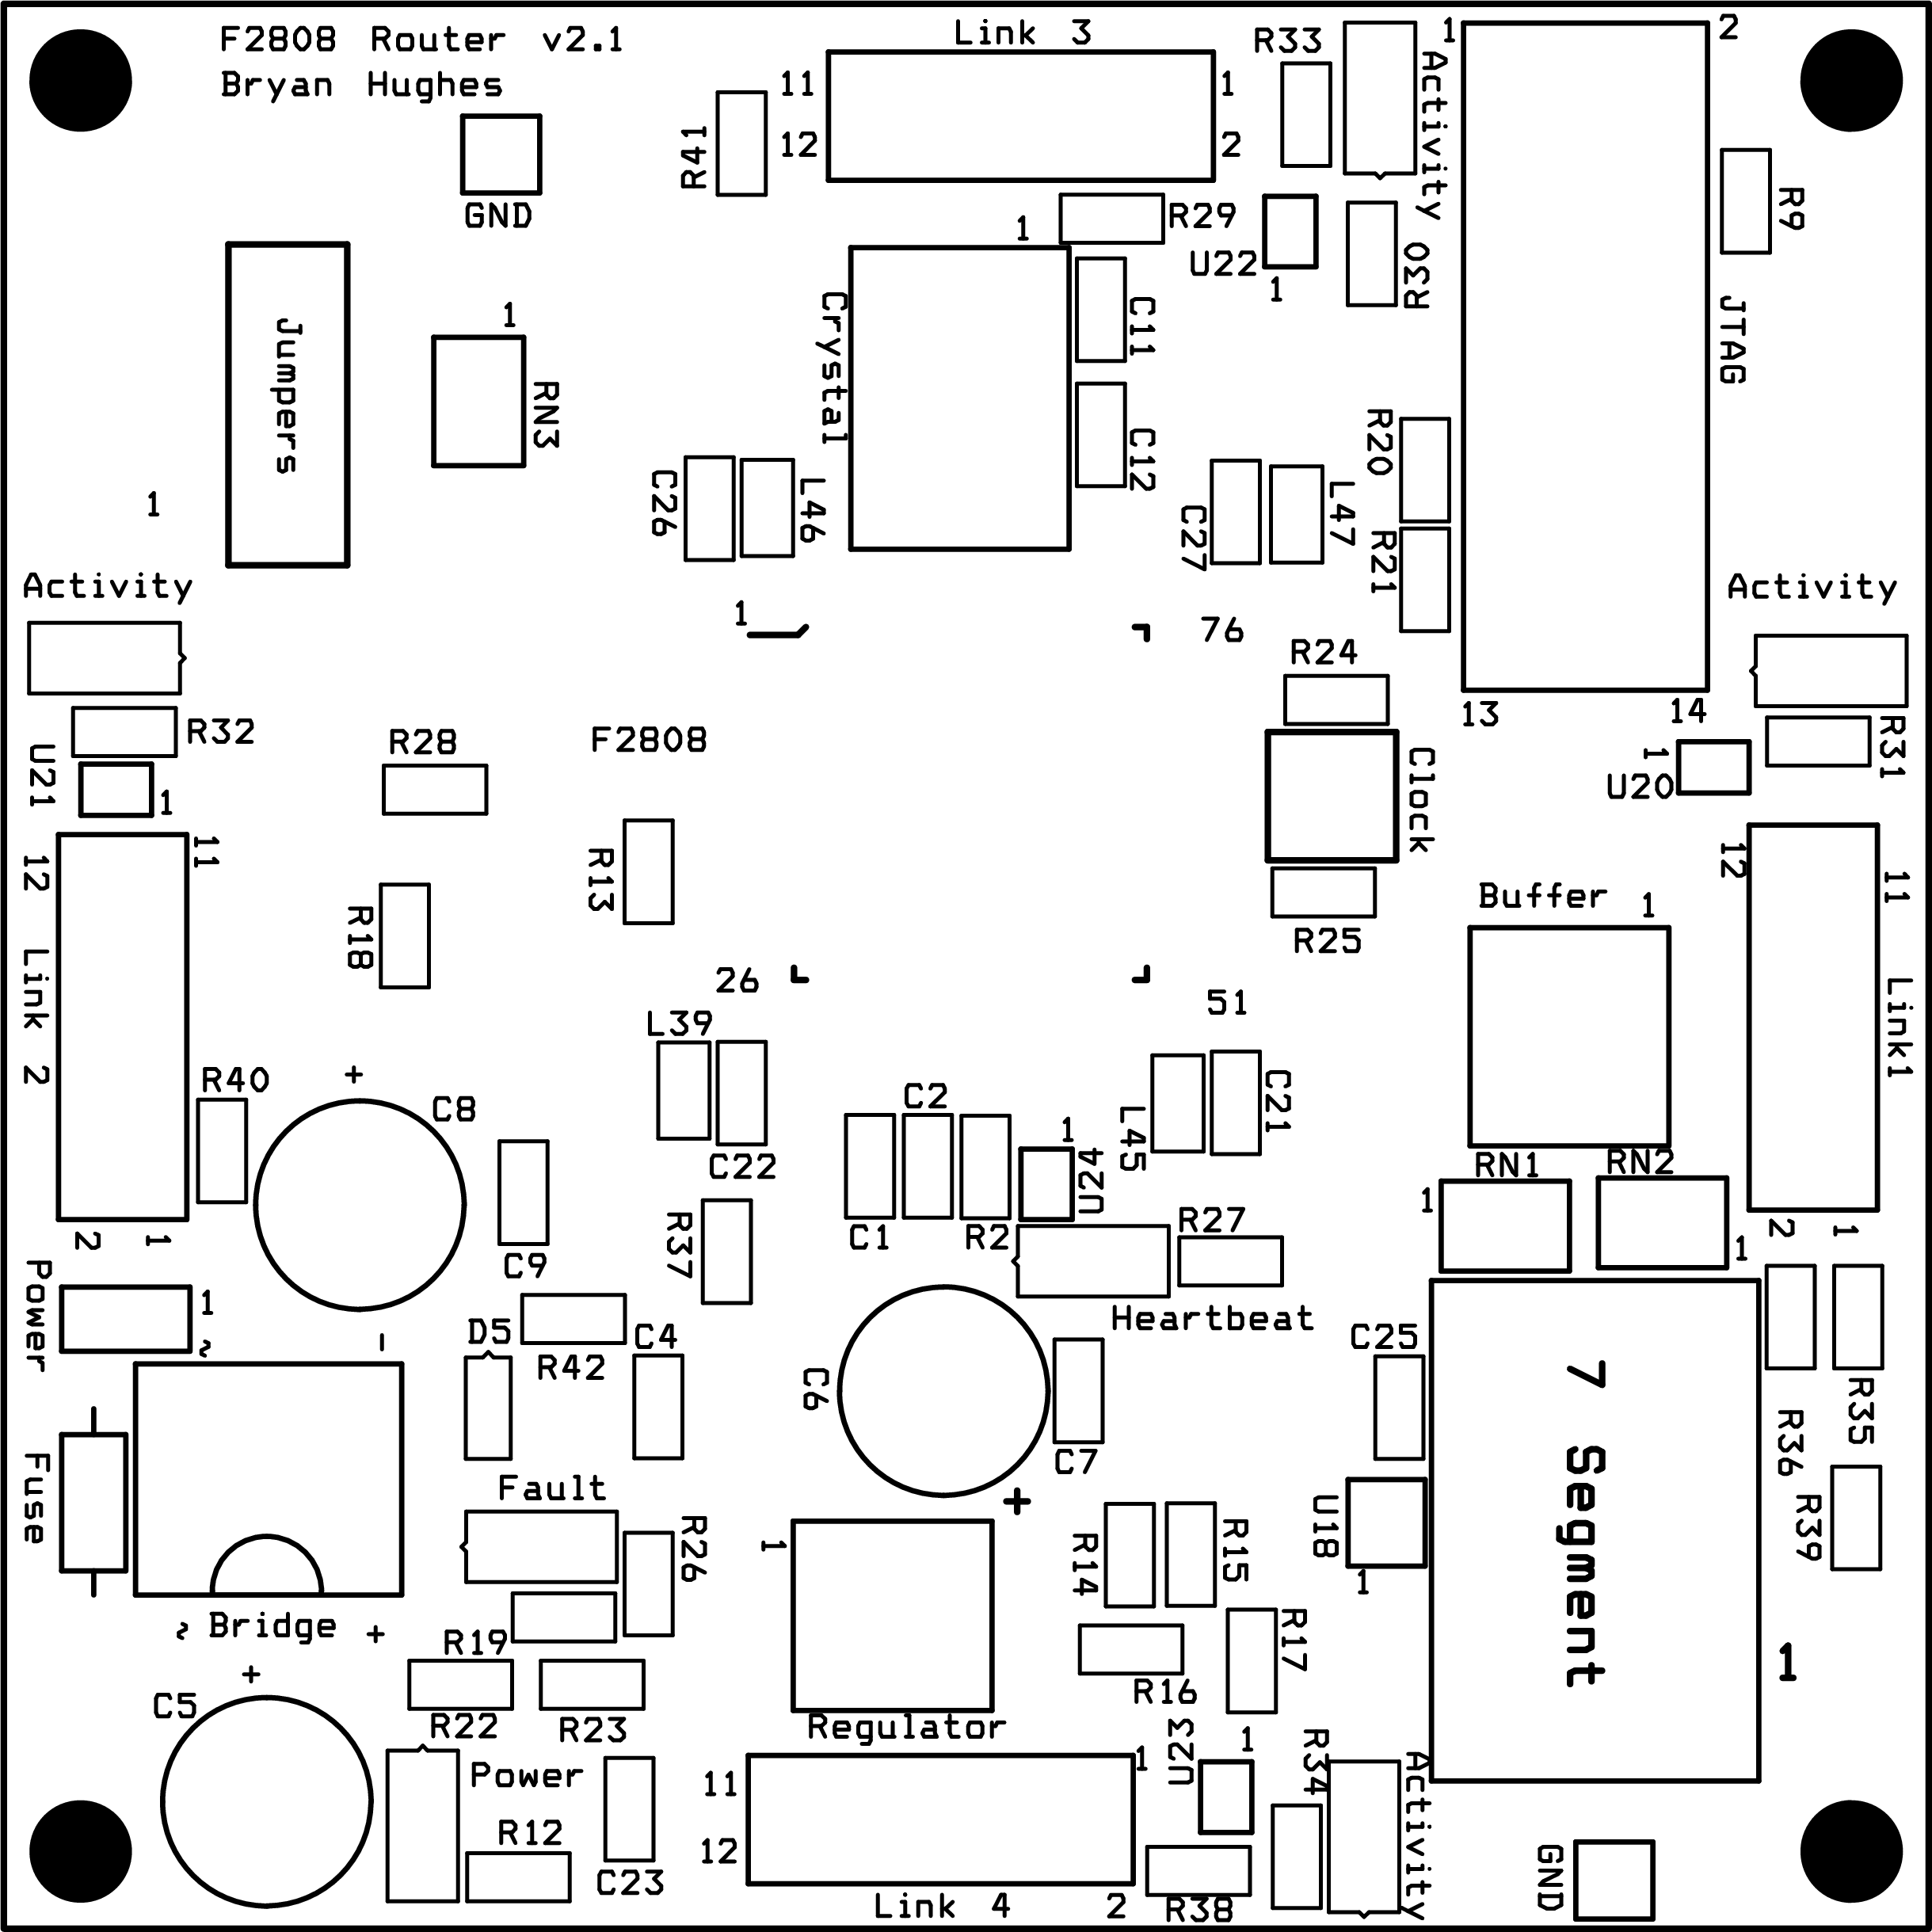 F2808 Router v2.1
Bryan Hughes
Link 3
R33
1
2
Activity
11
1
12
2
R41
GND
R29
R9
1
U22
1
R30
Jumpers
1
RN3
Crystal
C11
JTAG
C12
R20
C26
L46
C27
L47
R21
1
Activity
Activity
1
76
R24
13
14
R32
R28
F2808
R31
U21
1
Clock
1
U20
11
12
R13
12
11
Buffer
1
R18
R25
Link 2
26
51
Link1
L39
R40
+
C8
C2
C21
L45
1
U24
C22
RN1
RN2
1
R37
C1
R2
R27
2
1
2
1
1
C9
Power
1
~
-
Heartbeat
D5
R42
C4
C25
C6
7 Segment
R35
R36
C7
Fuse
Fault
+
R26
1
R14
R15
U18
1
R39
~
Bridge
+
R19
R17
1
+
C5
R22
R23
R16
Regulator
U23
1
R34
Activity
Power
11
1
R12
12
C23
Link 4
2
R38
GND